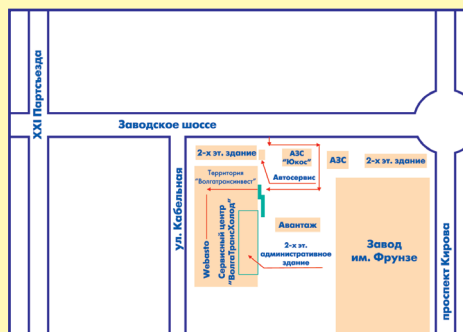 XXI Партсъезда
Заводское шоссе
2-х эт. здание
АЗС
"Юкос"
АЗС
2-х эт. здание
Территория
"Волгатрансинвест"
Автосервис
ул. Кабельная
Webasto
Сервисный центр
"ВолгаТрансХолод"
Авантаж
2-х эт.
административное
здание
Завод
им. Фрунзе
проспект Кирова